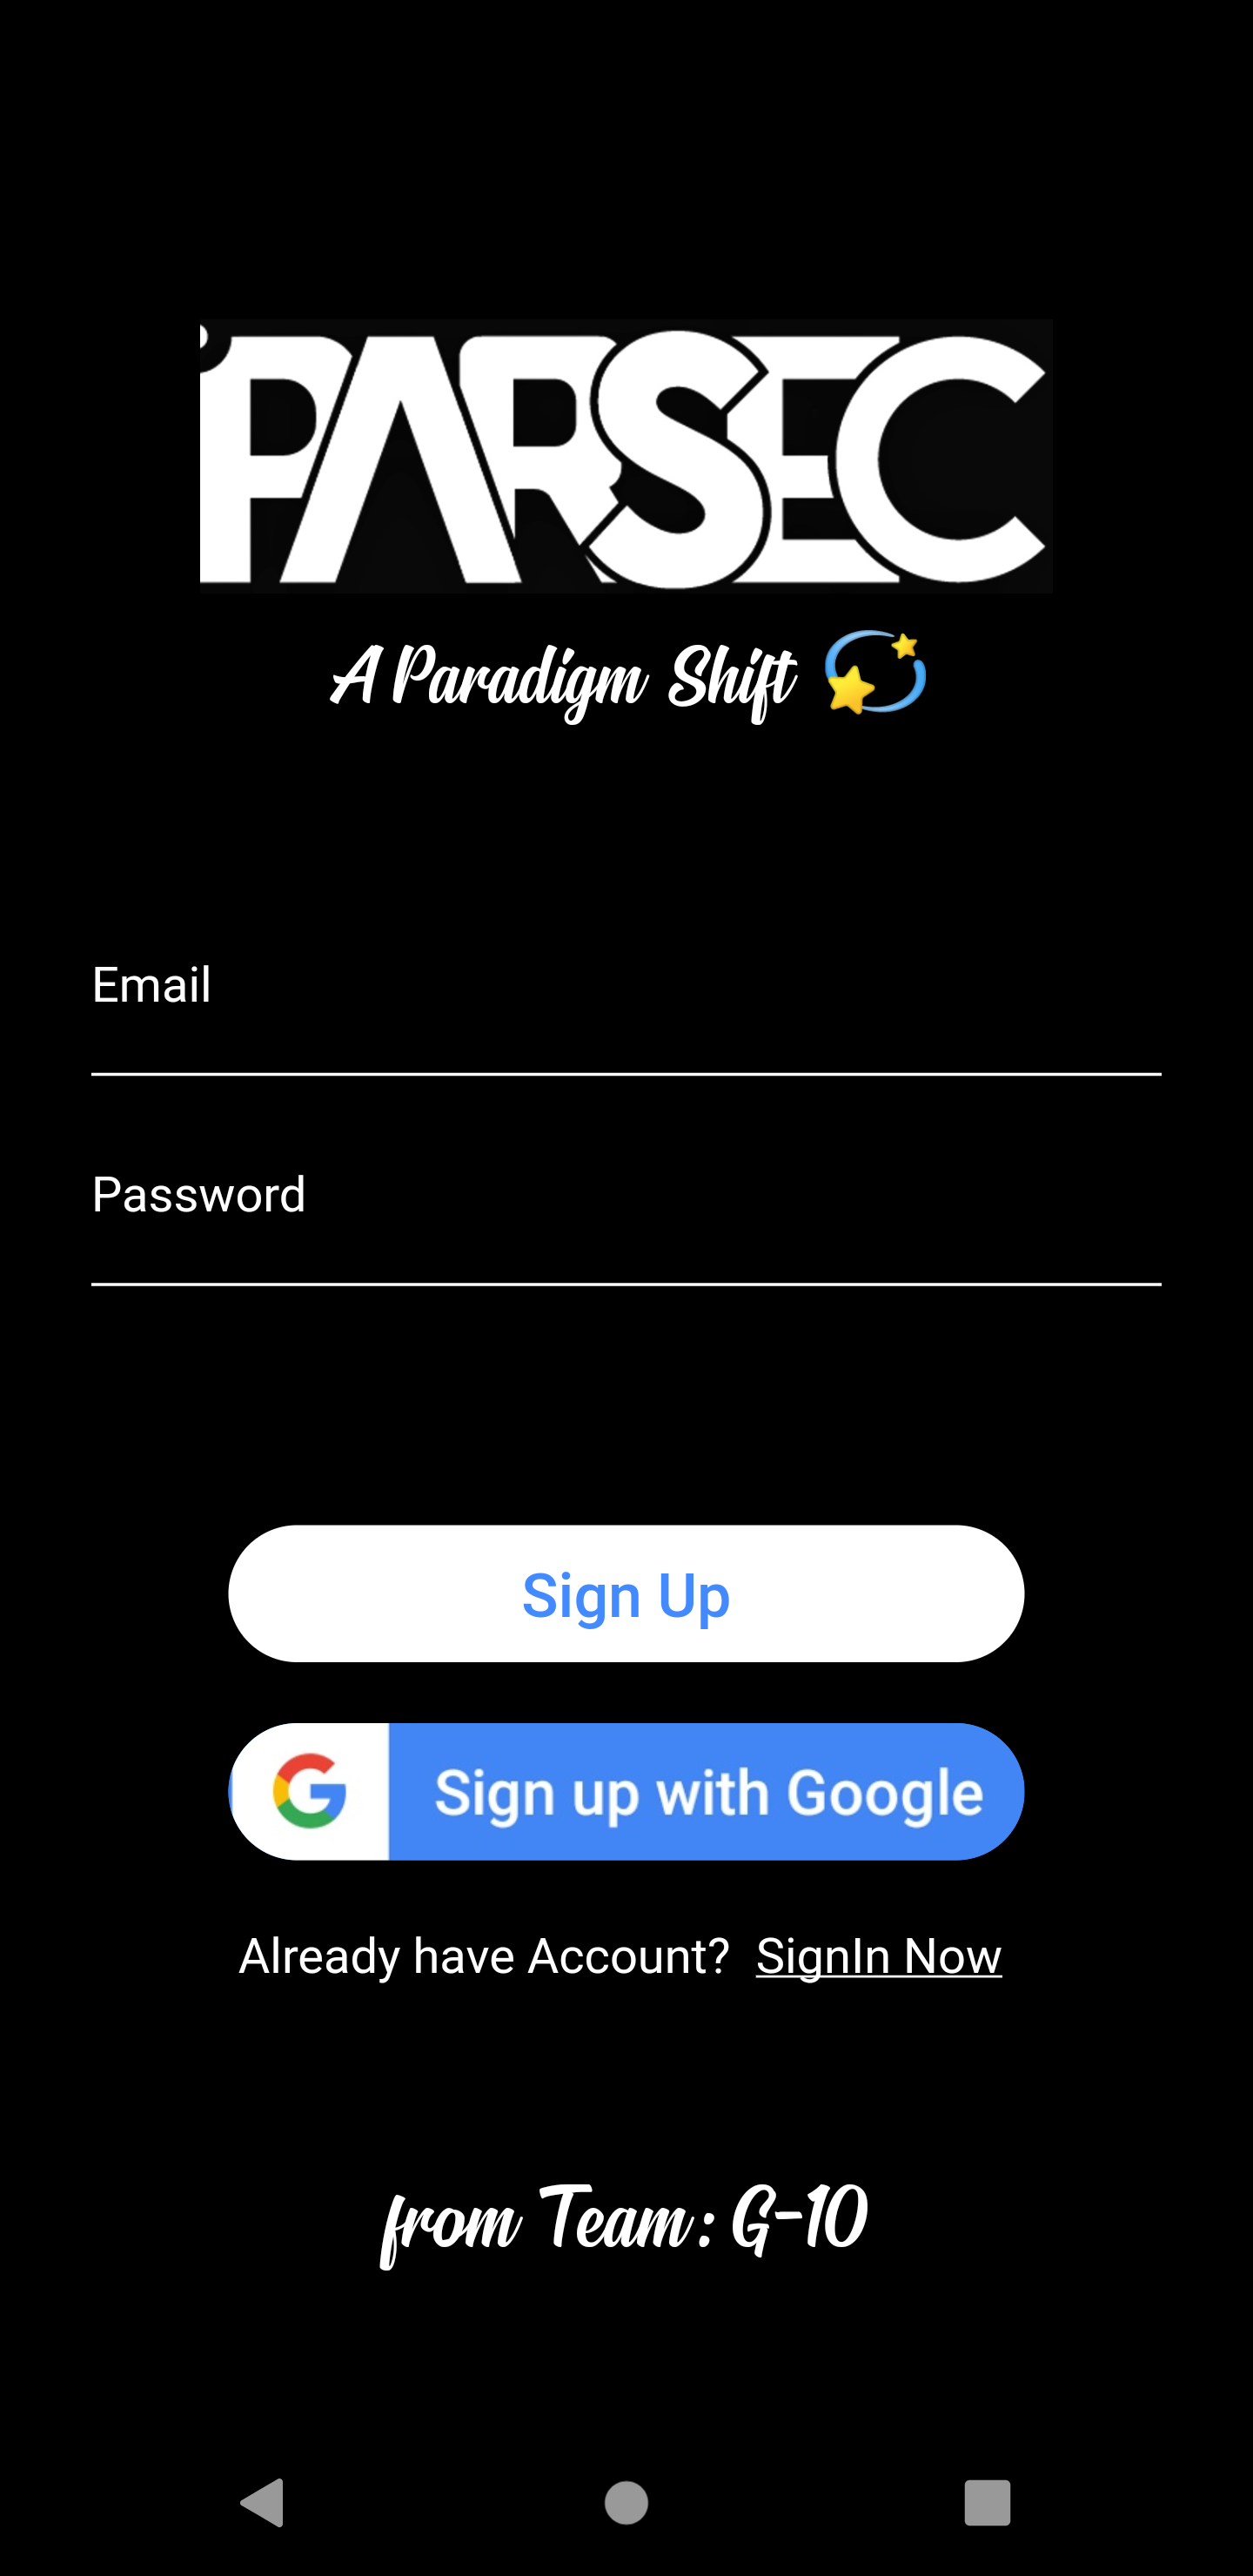 PARSEC
A Paradigm Shift 💫
Email
Password
Sign Up
Sign up with Google
Already have Account? SignIn Now
from Team: G-10